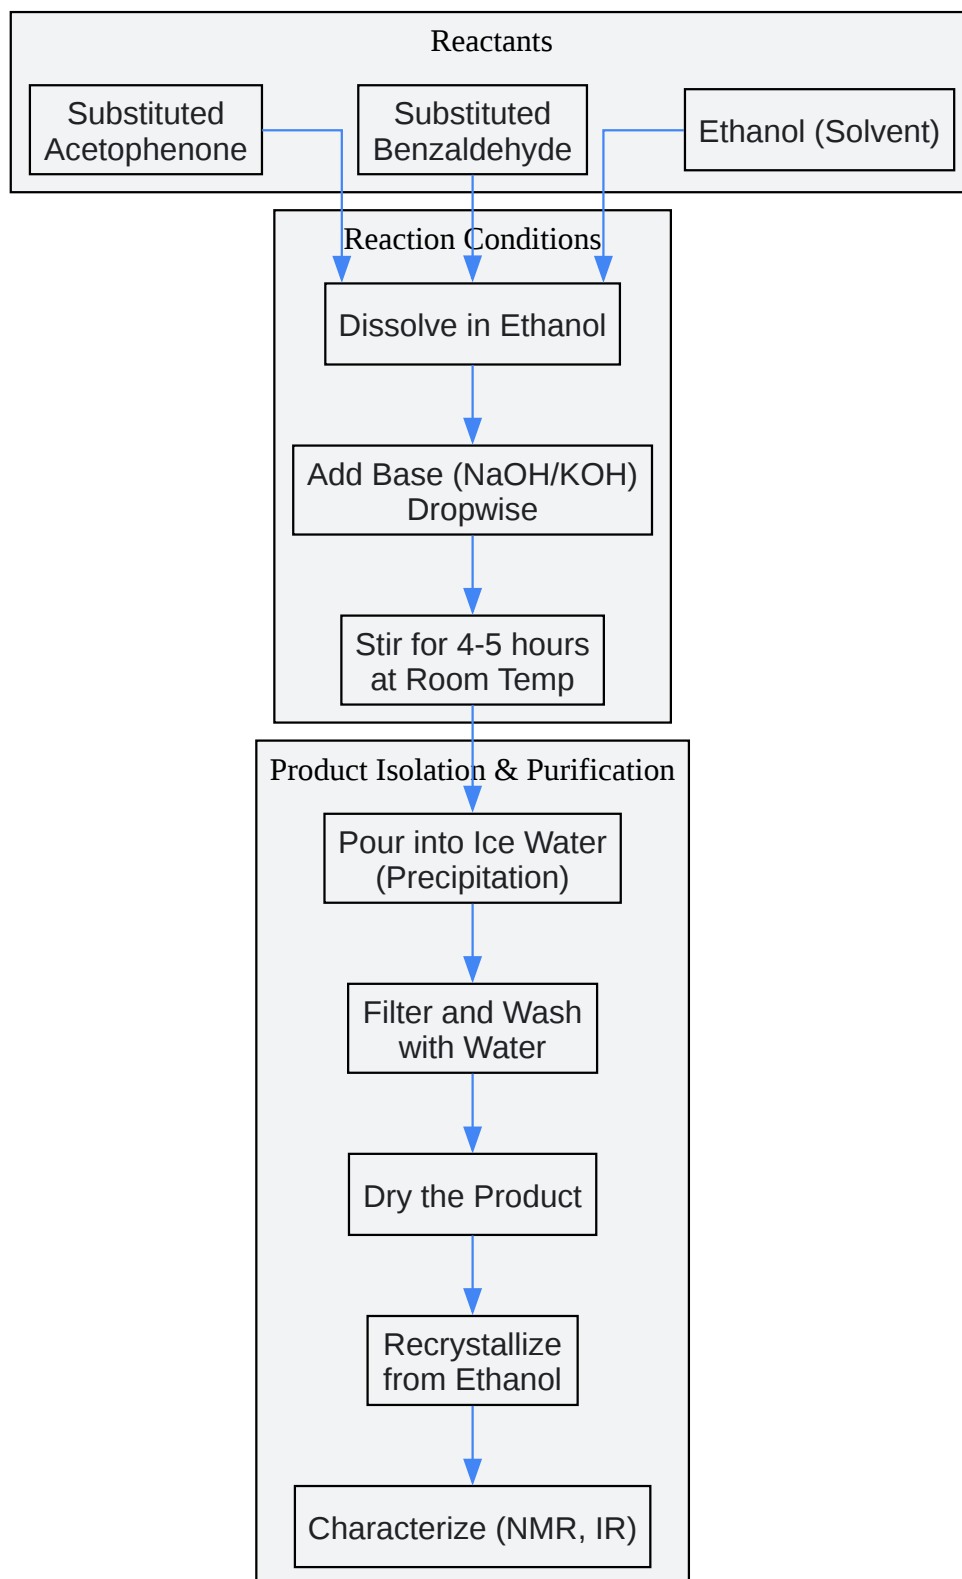 Reactants
Substituted
Acetophenone
Substituted
Benzaldehyde
Ethanol (Solvent)
Reaction Conditions
Dissolve in Ethanol
Add Base (NaOH/KOH)
Dropwise
Stir for 4-5 hours
at Room Temp
Product Isolation & Purification
Pour into Ice Water
(Precipitation)
Filter and Wash
with Water
Dry the Product
Recrystallize
from Ethanol
Characterize (NMR, IR)